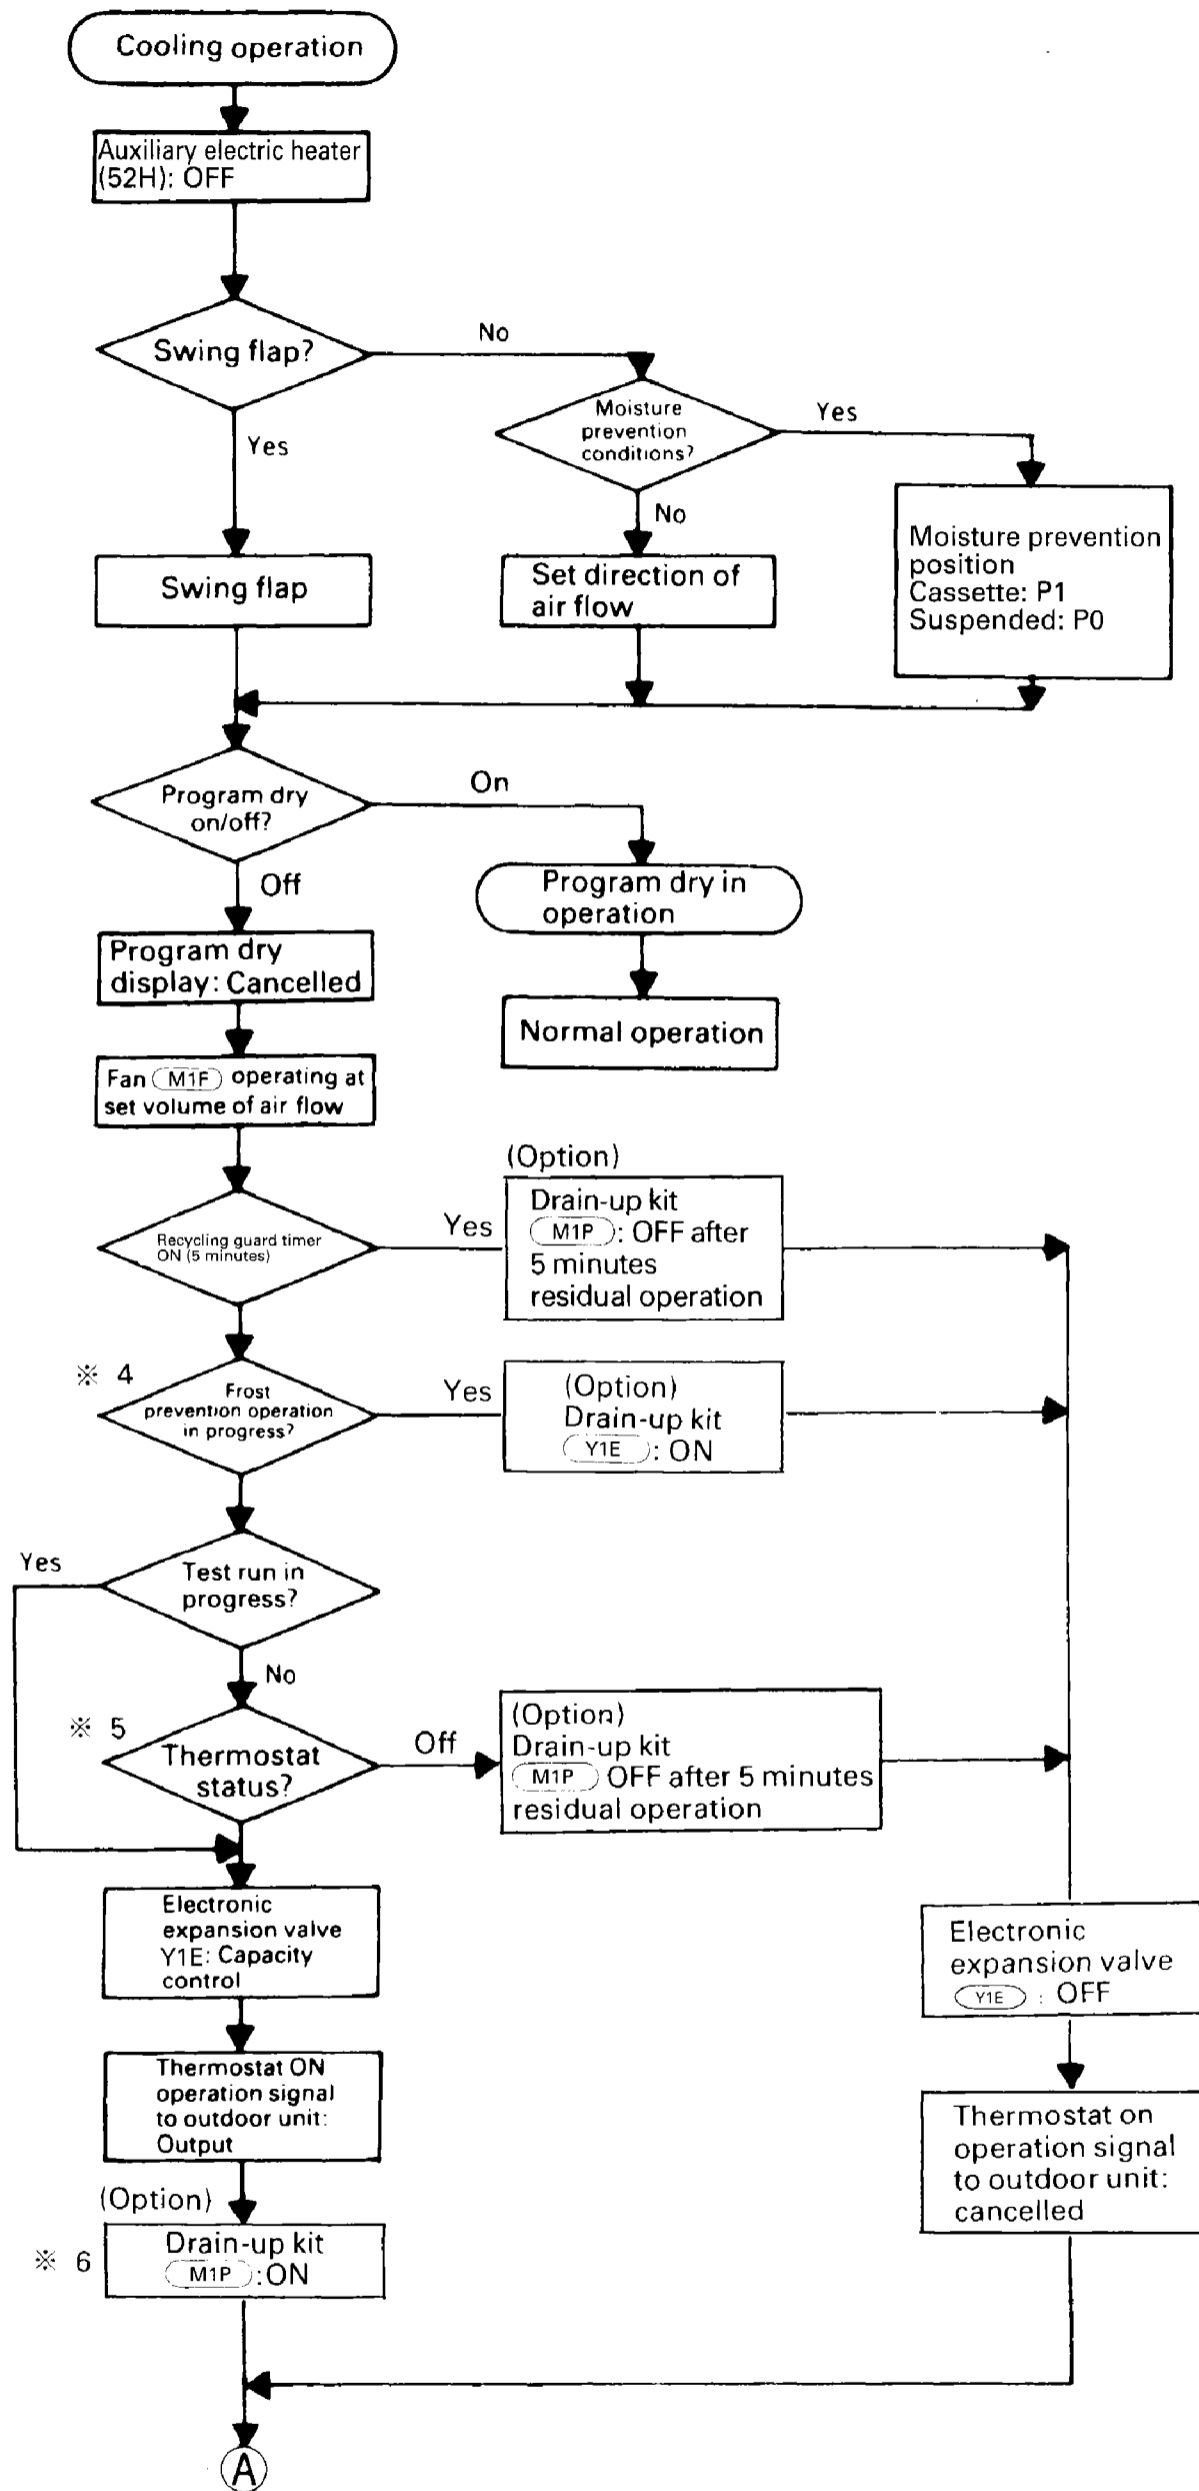 Cooling operation
Auxiliary electric heater
(52H): OFF
Swing flap?
No
Yes
Moisture
prevention
conditions?
Yes
No
Swing flap
Set direction of
air flow
Moisture prevention
position
Cassette: P1
Suspended: P0
Program dry
on/off?
On
Off
Program dry in
operation
Program dry
display: Cancelled
Normal operation
Fan M1F operating at
set volume of air flow
Recycling guard timer
ON (5 minutes)
Yes
(Option)
Drain-up kit
M1P : OFF after
5 minutes
residual operation
※ 4
Frost
prevention operation
in progress?
Yes
(Option)
Drain-up kit
Y1E : ON
Test run in
progress?
Yes
No
※ 5
Thermostat
status?
Off
(Option)
Drain-up kit
M1P OFF after 5 minutes
residual operation
Electronic
expansion valve
Y1E: Capacity
control
Electronic
expansion valve
Y1E : OFF
Thermostat ON
operation signal
to outdoor unit:
Output
Thermostat on
operation signal
to outdoor unit:
cancelled
(Option)
※ 6
Drain-up kit
M1P :ON
A